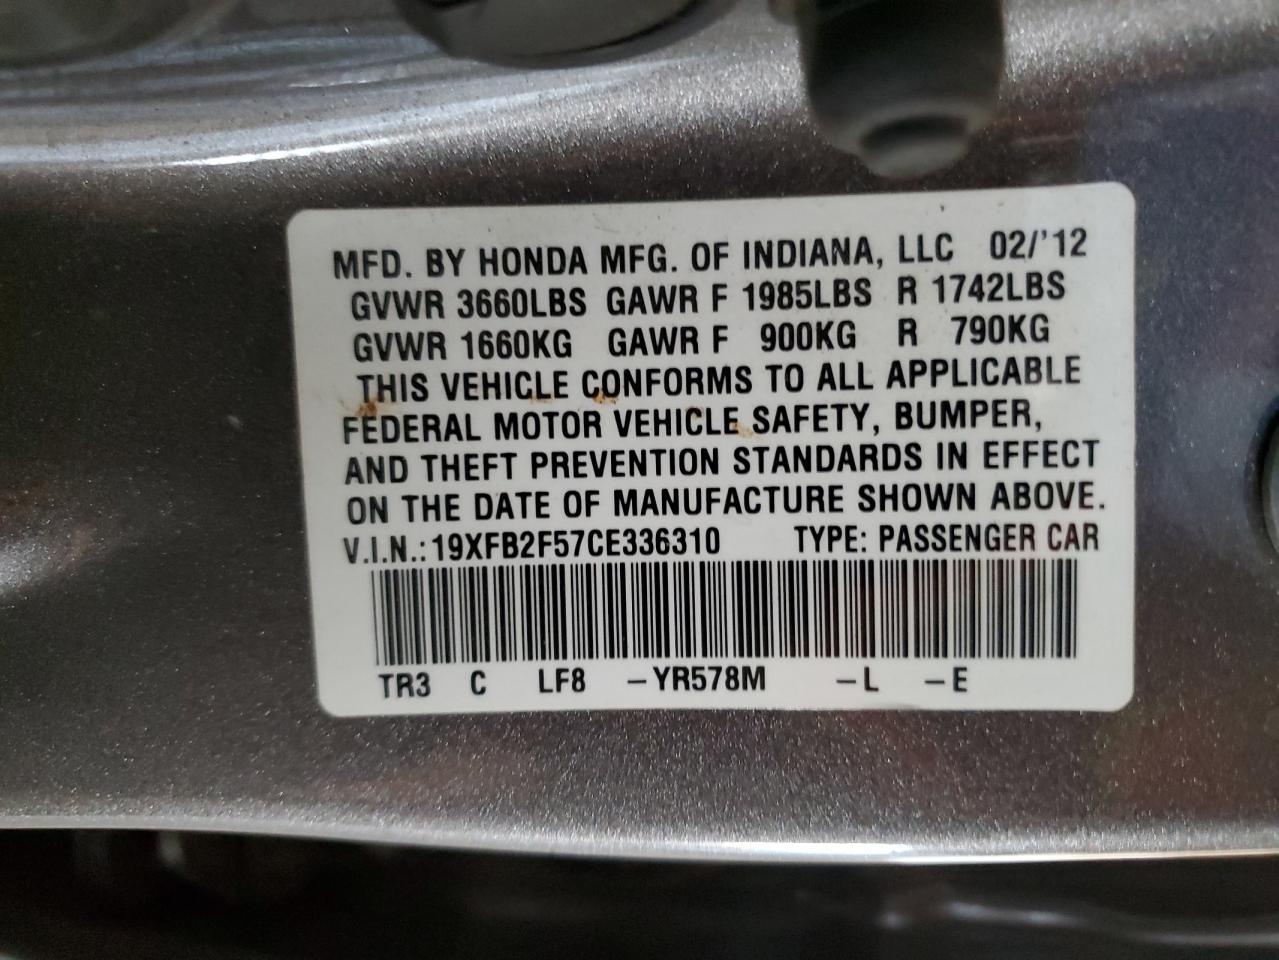 MFD. BY HONDA MFG. OF INDIANA, LLC 02/'12
GVWR 3660LBS GAWR F 1985LBS R 1742LBS
GVWR 1660KG GAWR F 900KG R 790KG
THIS VEHICLE CONFORMS TO ALL APPLICABLE
FEDERAL MOTOR VEHICLE SAFETY, BUMPER,
AND THEFT PREVENTION STANDARDS IN EFFECT
ON THE DATE OF MANUFACTURE SHOWN ABOVE.
V.I.N.: 19XFB2F57CE336310 TYPE: PASSENGER CAR
TR3 C LF8 –YR578M –L –E